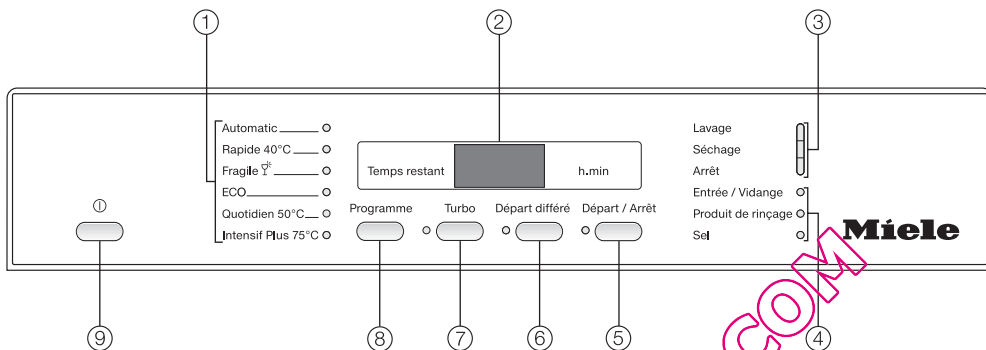 1
2
3
Automatic
Rapide 40°C
Fragile
ECO
Quotidien 50°C
Intensif Plus 75°C
Temps restant
h.min
Programme
Turbo
Départ différé
Départ / Arrêt
Lavage
Séchage
Arrêt
Entrée / Vidange
Produit de rinçage
Sel
Miele
COM
9
8
7
6
5
4